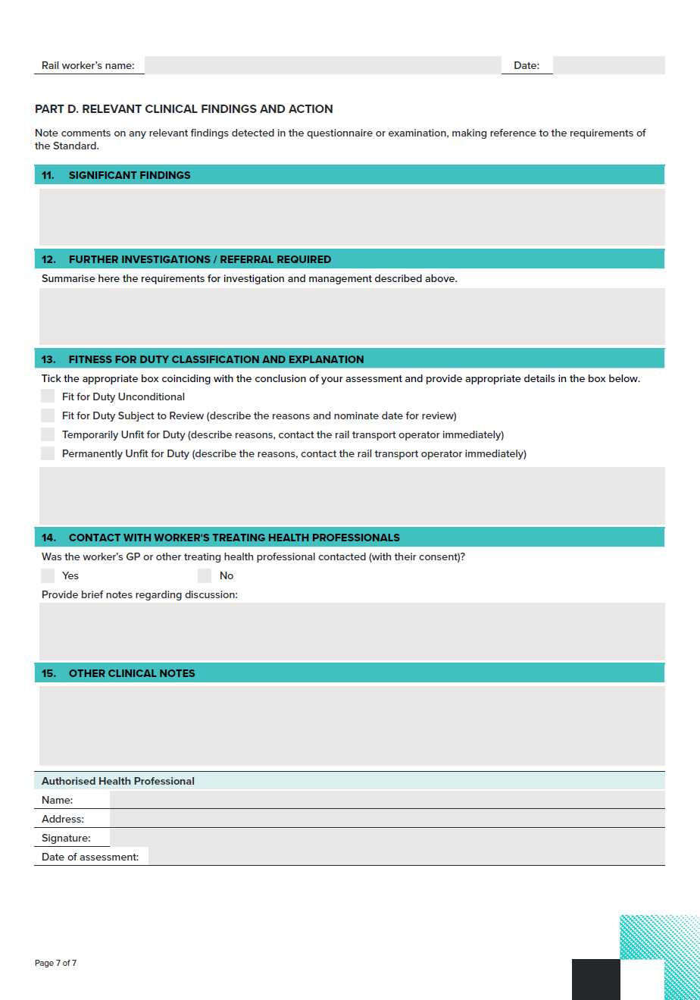 Rail worker's name: Date:
PART D. RELEVANT CLINICAL FINDINGS AND ACTION
Note comments on any relevant findings detected in the questionnaire or examination, making reference to the requirements of
the Standard.
11. SIGNIFICANT FINDINGS
12. FURTHER INVESTIGATIONS / REFERRAL REQUIRED
Summarise here the requirements for investigation and management described above.
13. FITNESS FOR DUTY CLASSIFICATION AND EXPLANATION
Tick the appropriate box coinciding with the conclusion of your assessment and provide appropriate details in the box below.
Fit for Duty Unconditional
Fit for Duty Subject to Review (describe the reasons and nominate date for review)
Temporarily Unfit for Duty (describe reasons, contact the rail transport operator immediately)
Permanently Unfit for Duty (describe the reasons, contact the rail transport operator immediately)
14. CONTACT WITH WORKER'S TREATING HEALTH PROFESSIONALS
Was the worker's GP or other treating health professional contacted (with their consent)?
Yes No
Provide brief notes regarding discussion:
15. OTHER CLINICAL NOTES
Authorised Health Professional
Name:
Address:
Signature:
Date of assessment:
Page 7 of 7